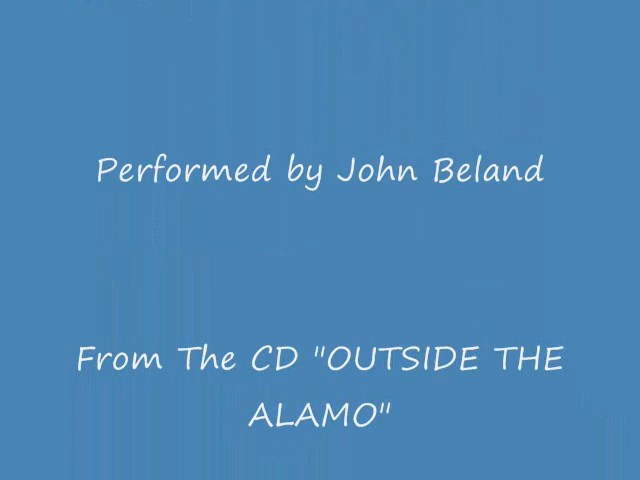 Performed by John Beland
From The CD "OUTSIDE THE
ALAMO"